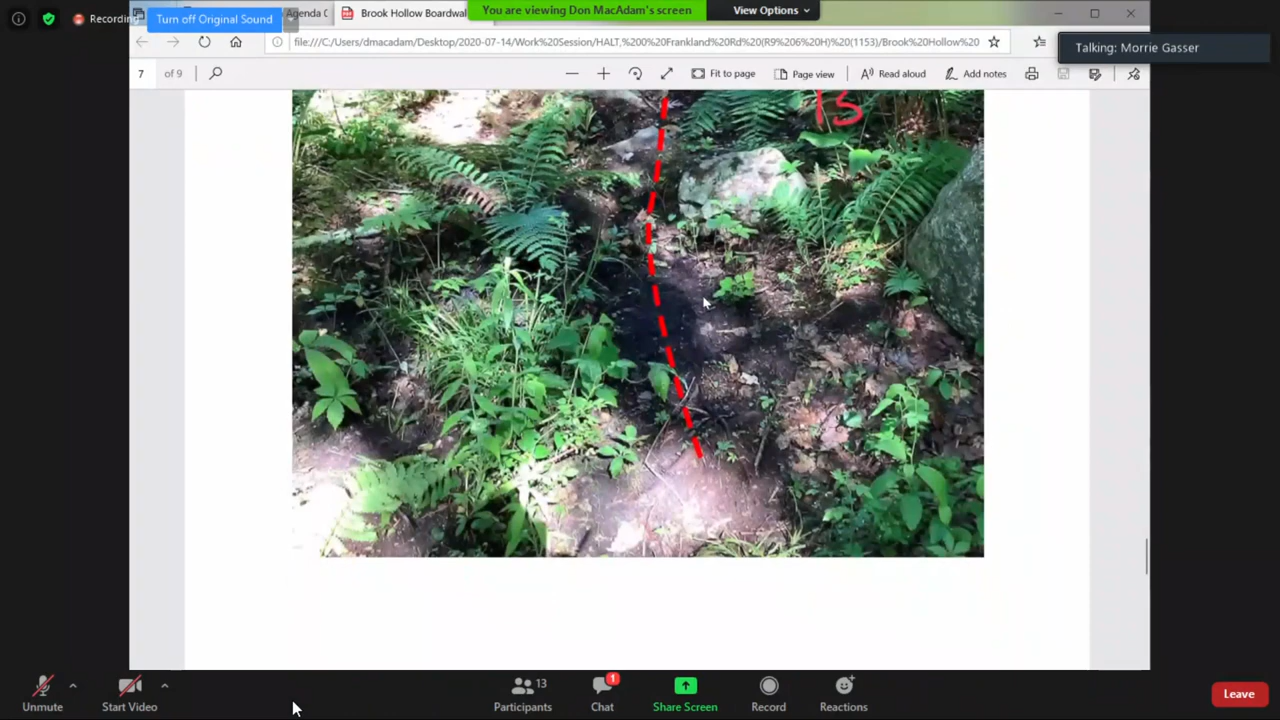 Recording
Turn off Original Sound
Agenda
Brook Hollow Boardwal
You are viewing Don MacAdam's screen
View Options
file:///C:/Users/dmacadam/Desktop/2020-07-14/Work%20Session/HALT,%200%20Frankland%20Rd%20(R9%206%20H)%20(1153)/Brook%20Hollow%20
Talking: Morrie Gasser
7 of 9
Fit to page
Page view
Read aloud
Add notes
15
Unmute
Start Video
13
Participants
1
Chat
Share Screen
Record
Reactions
Leave